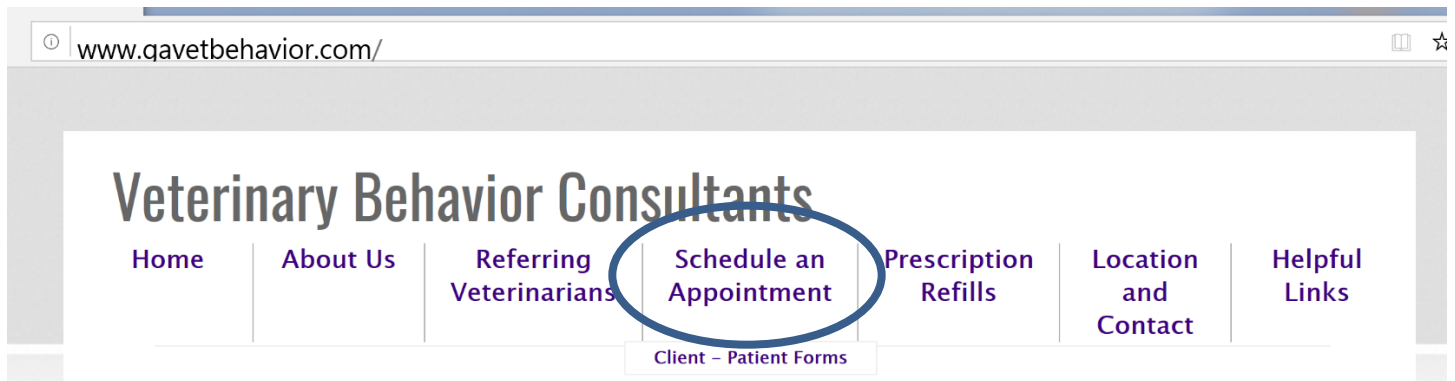 www.gavetbehavior.com/
Veterinary Behavior Consultants
Home About Us Referring Schedule an Prescription Location Helpful
Veterinarians Appointment Refills and Links
Contact
Client – Patient Forms